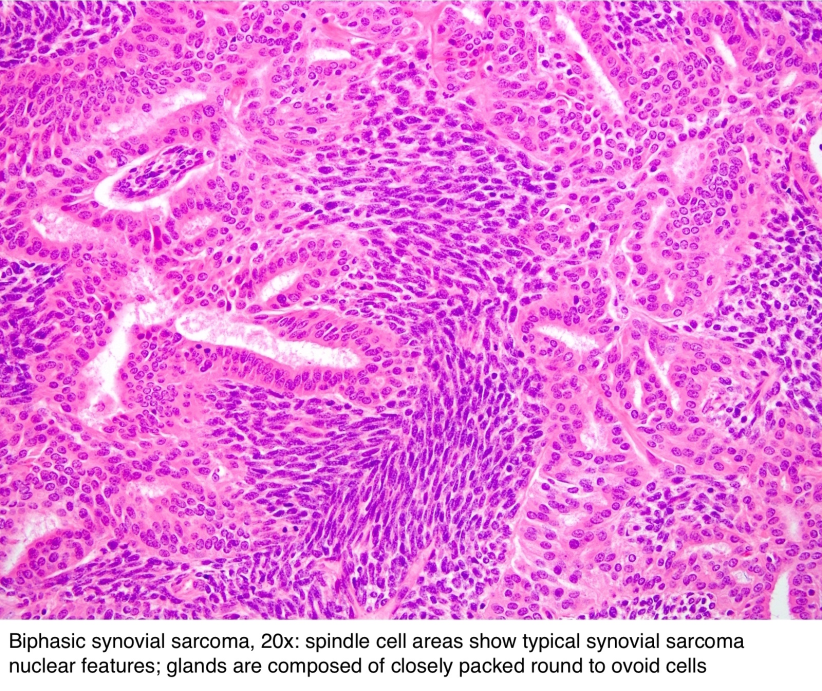 Biphasic synovial sarcoma, 20x: spindle cell areas show typical synovial sarcoma
nuclear features; glands are composed of closely packed round to ovoid cells